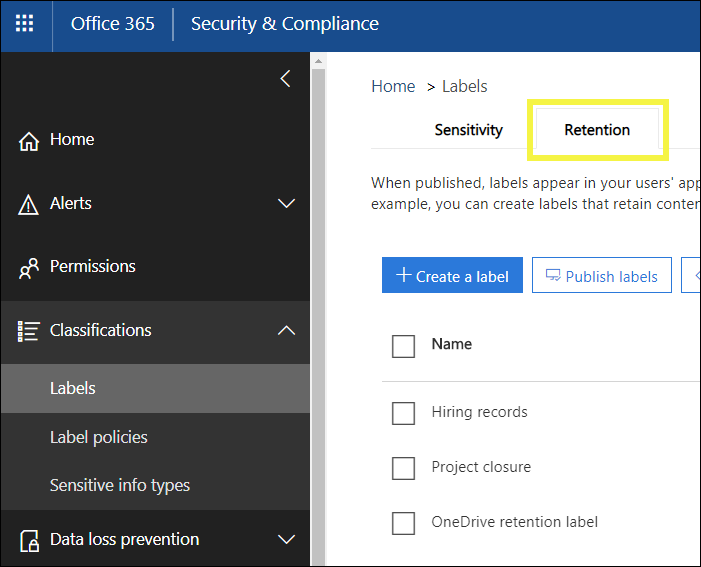 Office 365
Security & Compliance
Home
Alerts
Permissions
Classifications
Labels
Label policies
Sensitive info types
Data loss prevention
Home > Labels
Sensitivity
Retention
When published, labels appear in your users' app
example, you can create labels that retain conten
+ Create a label
Publish labels
Name
Hiring records
Project closure
OneDrive retention label